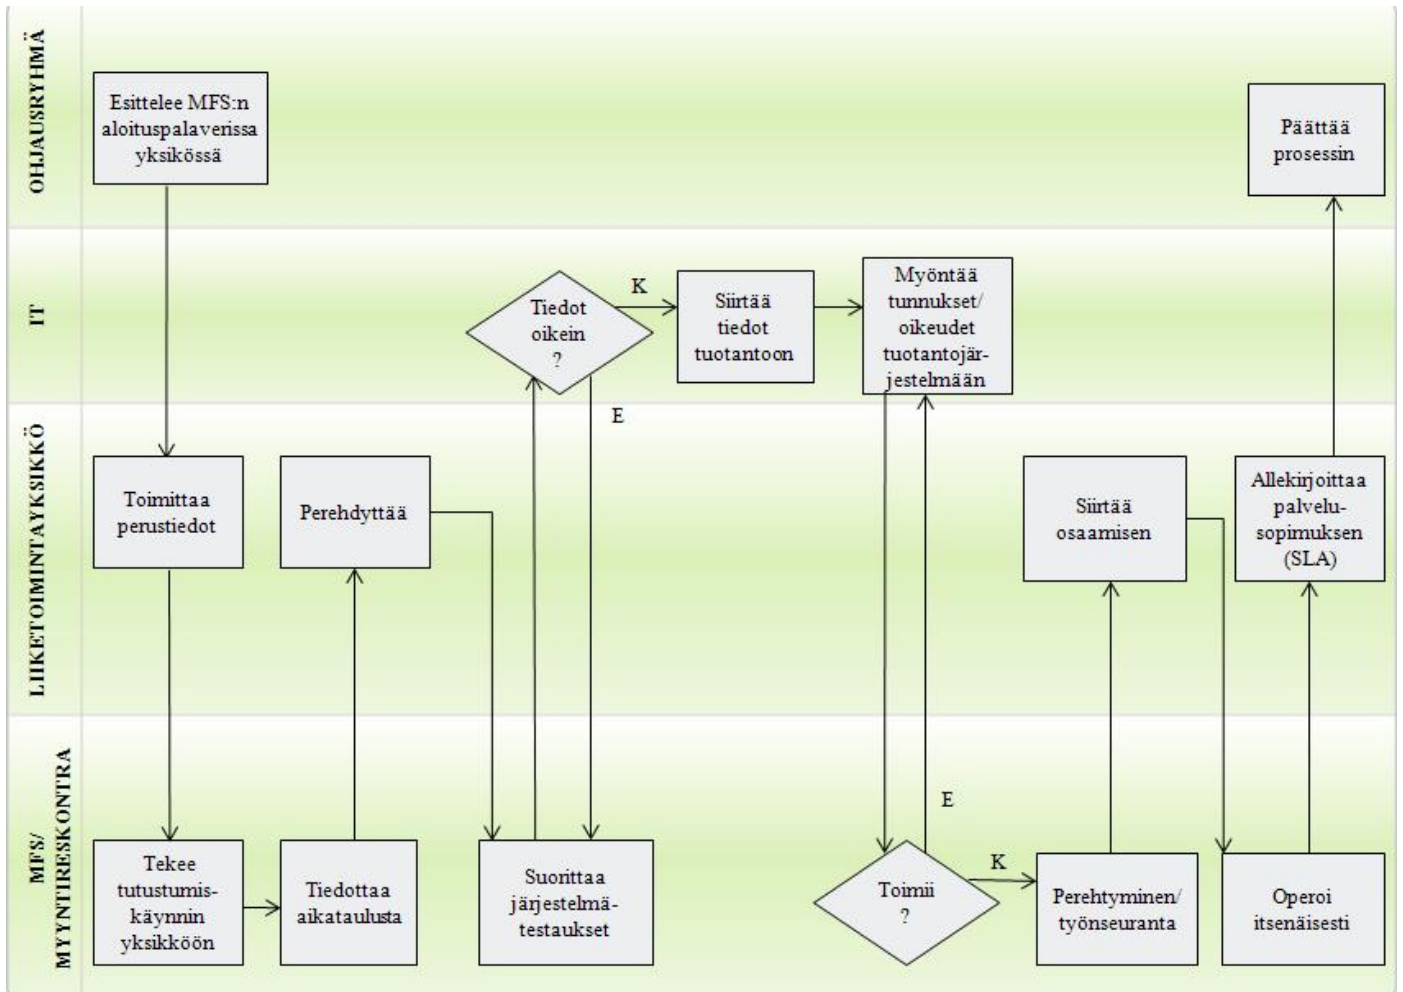 OHJAUSRYHMÄ
Esittelee MFS:n
aloituspalaverissa
yksikössä
Päättää
prosessin
IT
Tiedot
oikein
?
K
E
Siirtää
tiedot
tuotantoon
Myöntää
tunnukset/
oikeudet
tuotantojär-
jestelmään
LIIKETOIMINTAYKSIKKÖ
Toimittaa
perustiedot
Perehdyttää
Siirtää
osaamisen
Allekirjoittaa
palvelu-
sopimuksen
(SLA)
MFS/
MYYNTIRESKONTRA
Tekee
tutustumis-
käynnin
yksikköön
Tiedottaa
aikataulusta
Suorittaa
järjestelmä-
testaukset
Toimii
?
E
K
Perehtyminen/
työnseuranta
Operoi
itsenäisesti